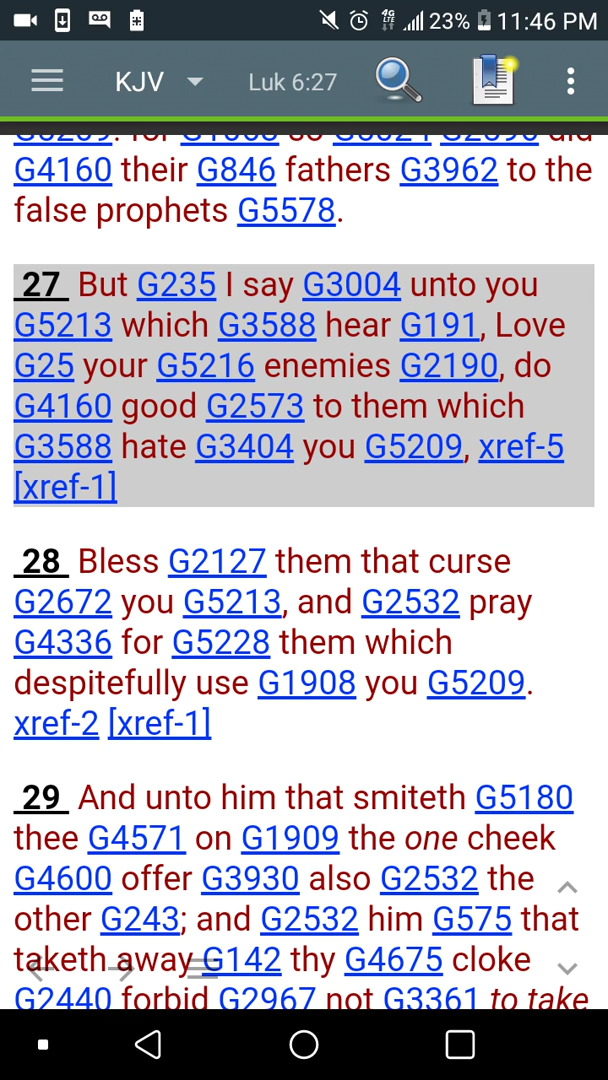 4G LTE 23% 11:46 PM
KJV Luk 6:27
G4160 their G846 fathers G3962 to the
false prophets G5578.
27 But G235 I say G3004 unto you
G5213 which G3588 hear G191, Love
G25 your G5216 enemies G2190, do
G4160 good G2573 to them which
G3588 hate G3404 you G5209, xref-5
[xref-1]
28 Bless G2127 them that curse
G2672 you G5213, and G2532 pray
G4336 for G5228 them which
despitefully use G1908 you G5209.
xref-2 [xref-1]
29 And unto him that smiteth G5180
thee G4571 on G1909 the one cheek
G4600 offer G3930 also G2532 the
other G243; and G2532 him G575 that
taketh away G142 thy G4675 cloke
G2440 forbid G2967 not G3361 to take